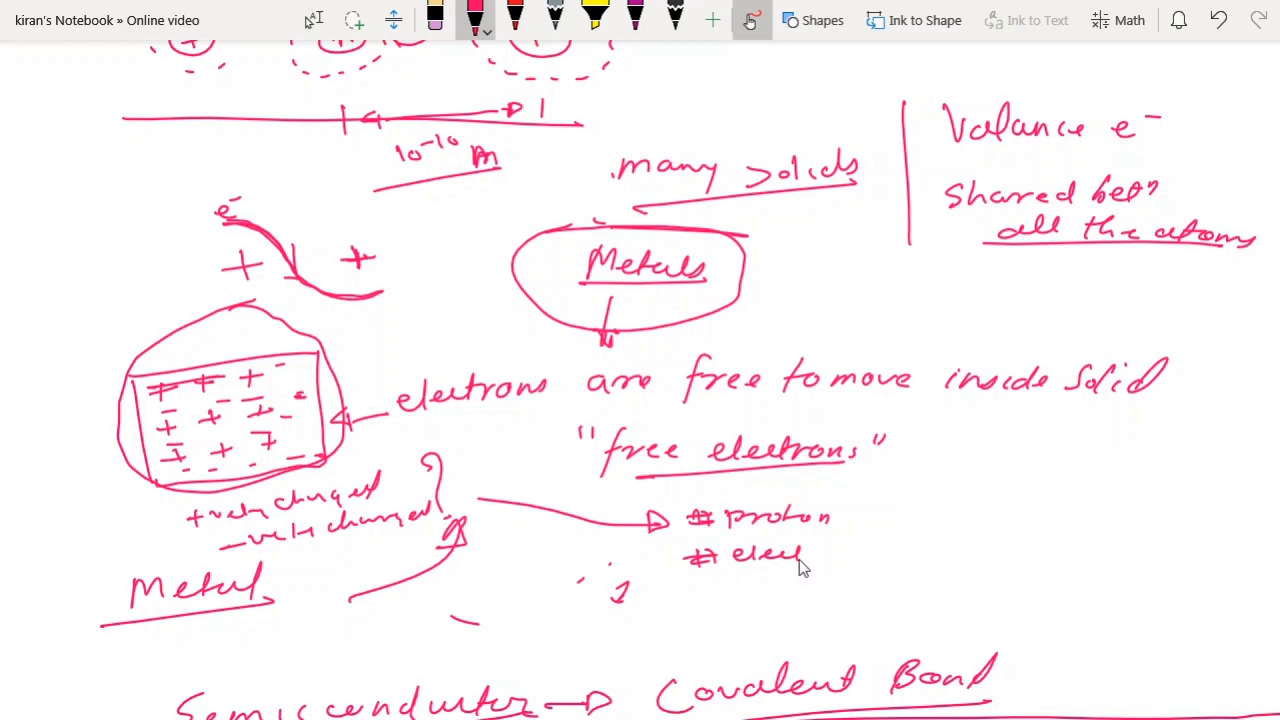 kiran's Notebook » Online video
Shapes
Ink to Shape
Ink to Text
Math
10⁻¹⁰ m
many solids
Valance e⁻
Shared betⁿ
all the atoms
e⁻
+ +
Metals
electrons are free to move inside solid
"free electrons"
+vely charged
-vely charged
# proton
# elec
Metal
Semiconductor → Covalent Bond